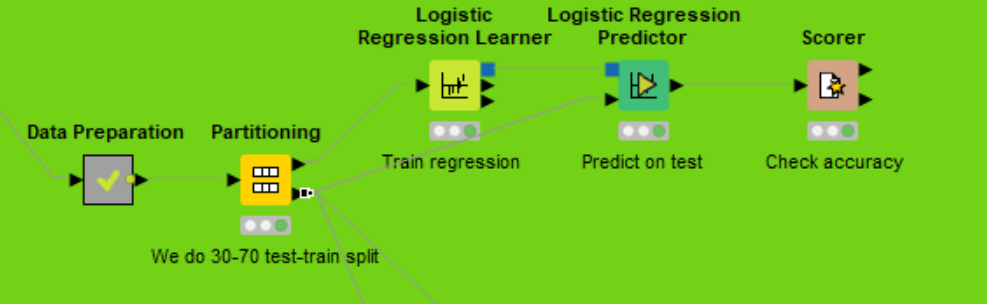 Logistic
Regression Learner
Logistic Regression
Predictor
Scorer
Data Preparation
Partitioning
Train regression
Predict on test
Check accuracy
We do 30-70 test-train split